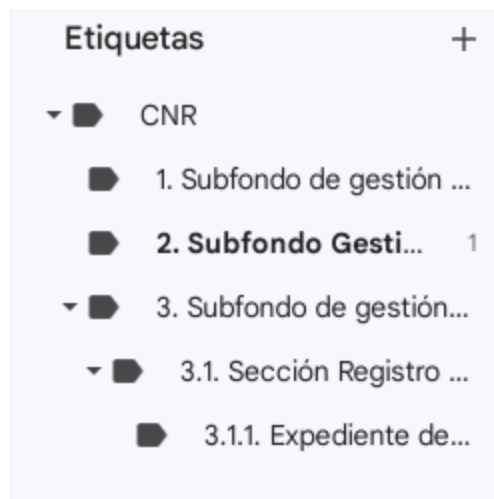 Etiquetas +
CNR
1. Subfondo de gestión ...
2. Subfondo Gesti... 1
3. Subfondo de gestión...
3.1. Sección Registro ...
3.1.1. Expediente de...